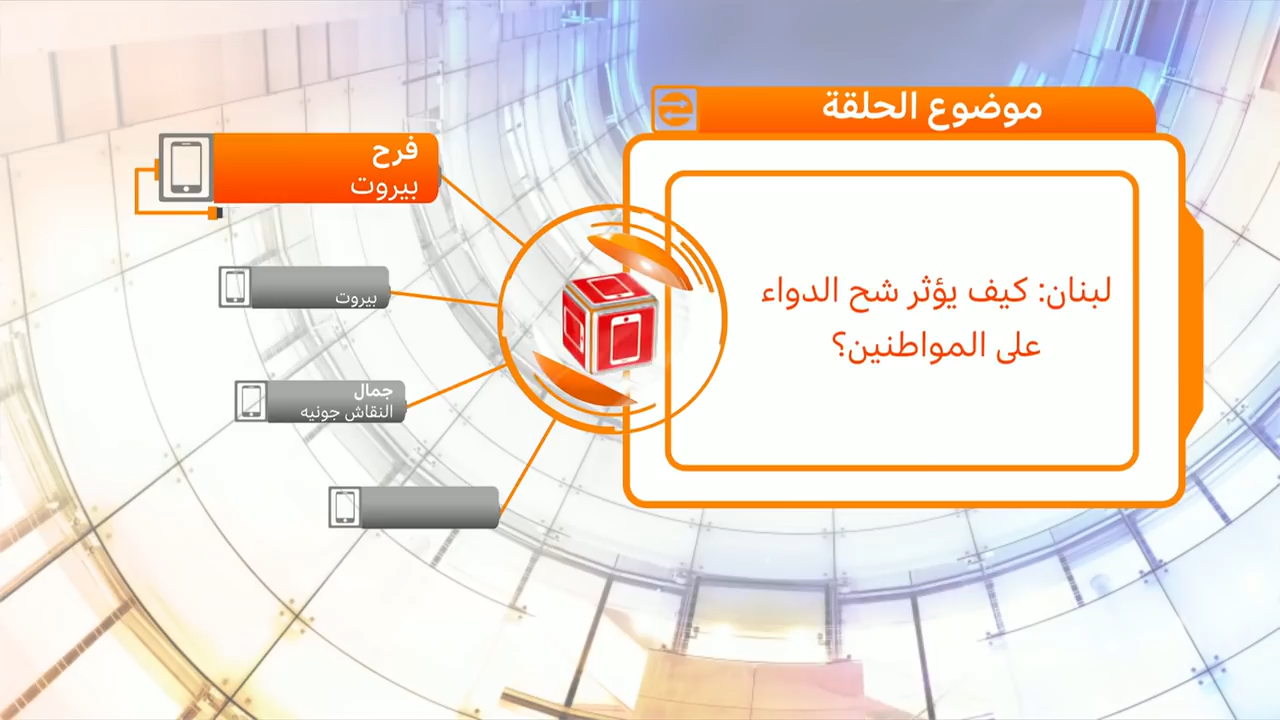 موضوع الحلقة
لبنان: كيف يؤثر شح الدواء
على المواطنين؟
فرح
بيروت
بيروت
جمال
النقاش جونيه